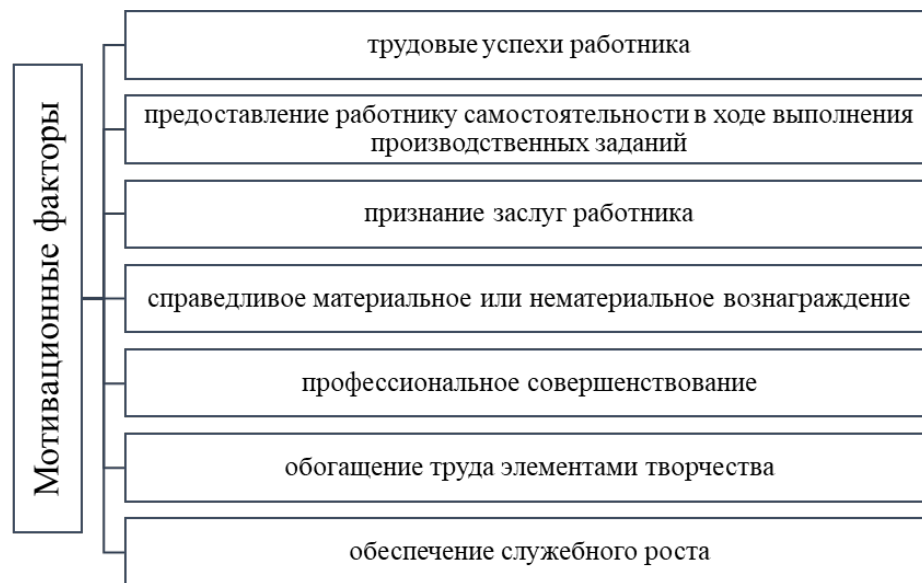 Мотивационные факторы
трудовые успехи работника
предоставление работнику самостоятельности в ходе выполнения
производственных заданий
признание заслуг работника
справедливое материальное или нематериальное вознаграждение
профессиональное совершенствование
обогащение труда элементами творчества
обеспечение служебного роста